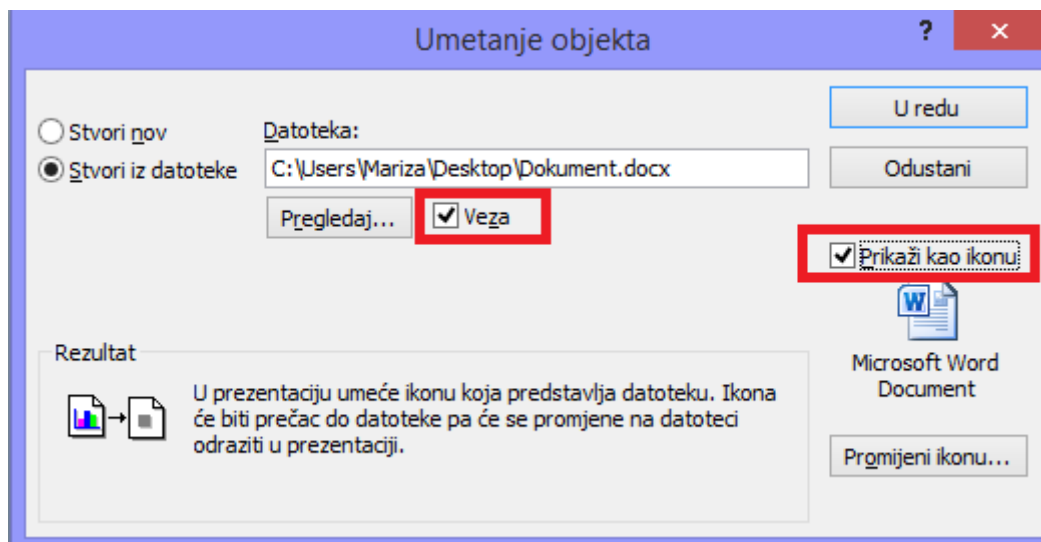 Umetanje objekta
?
Stvori nov
Stvori iz datoteke
Datoteka:
C:\Users\Mariza\Desktop\Dokument.docx
Pregledaj...
Veza
U redu
Odustani
Prikaži kao ikonu
Microsoft Word
Document
Promijeni ikonu...
Rezultat
U prezentaciju umeće ikonu koja predstavlja datoteku. Ikona
će biti prečac do datoteke pa će se promjene na datoteci
odraziti u prezentaciji.